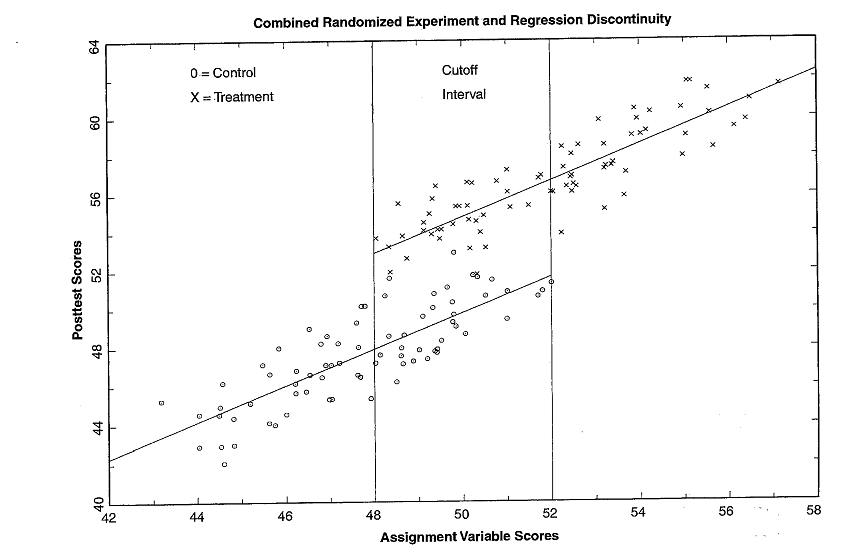 Combined Randomized Experiment and Regression Discontinuity
0 = Control
X = Treatment
Cutoff
Interval
Posttest Scores
64
60
56
52
48
44
40
42 44 46 48 50 52 54 56 58
Assignment Variable Scores